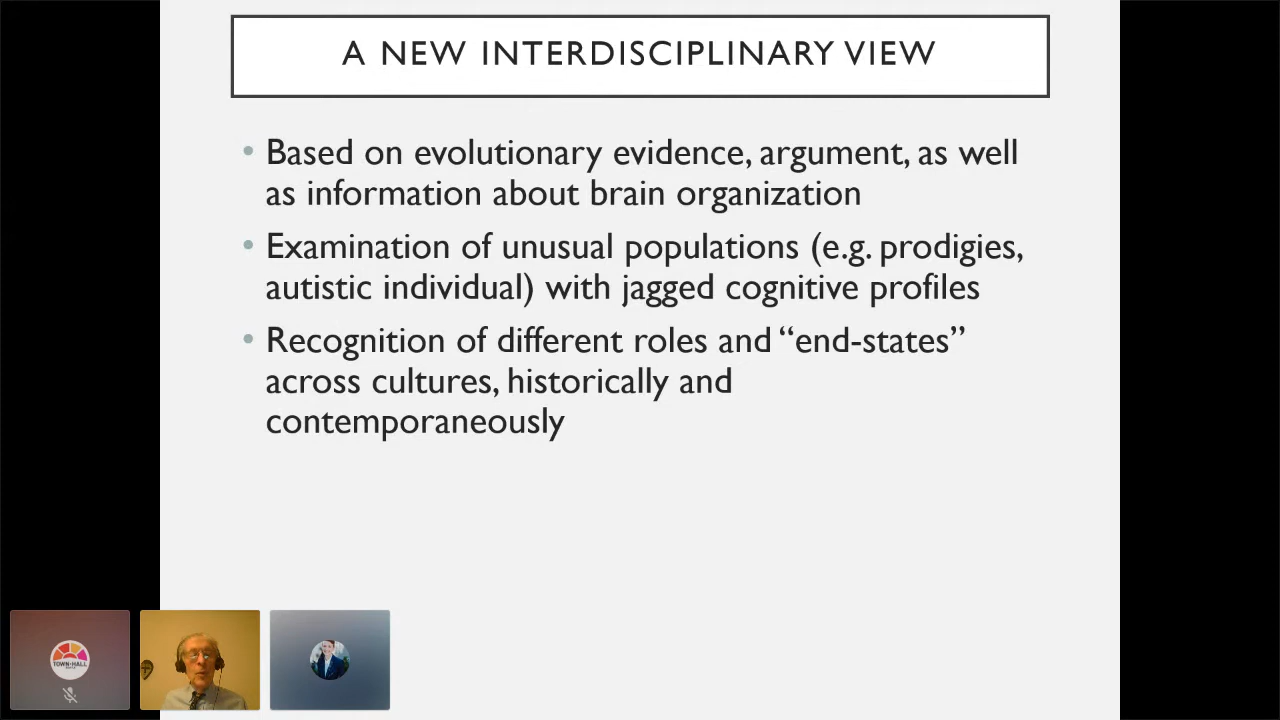 A NEW INTERDISCIPLINARY VIEW
• Based on evolutionary evidence, argument, as well
as information about brain organization
• Examination of unusual populations (e.g. prodigies,
autistic individual) with jagged cognitive profiles
• Recognition of different roles and “end-states”
across cultures, historically and
contemporaneously
TOWN HALL